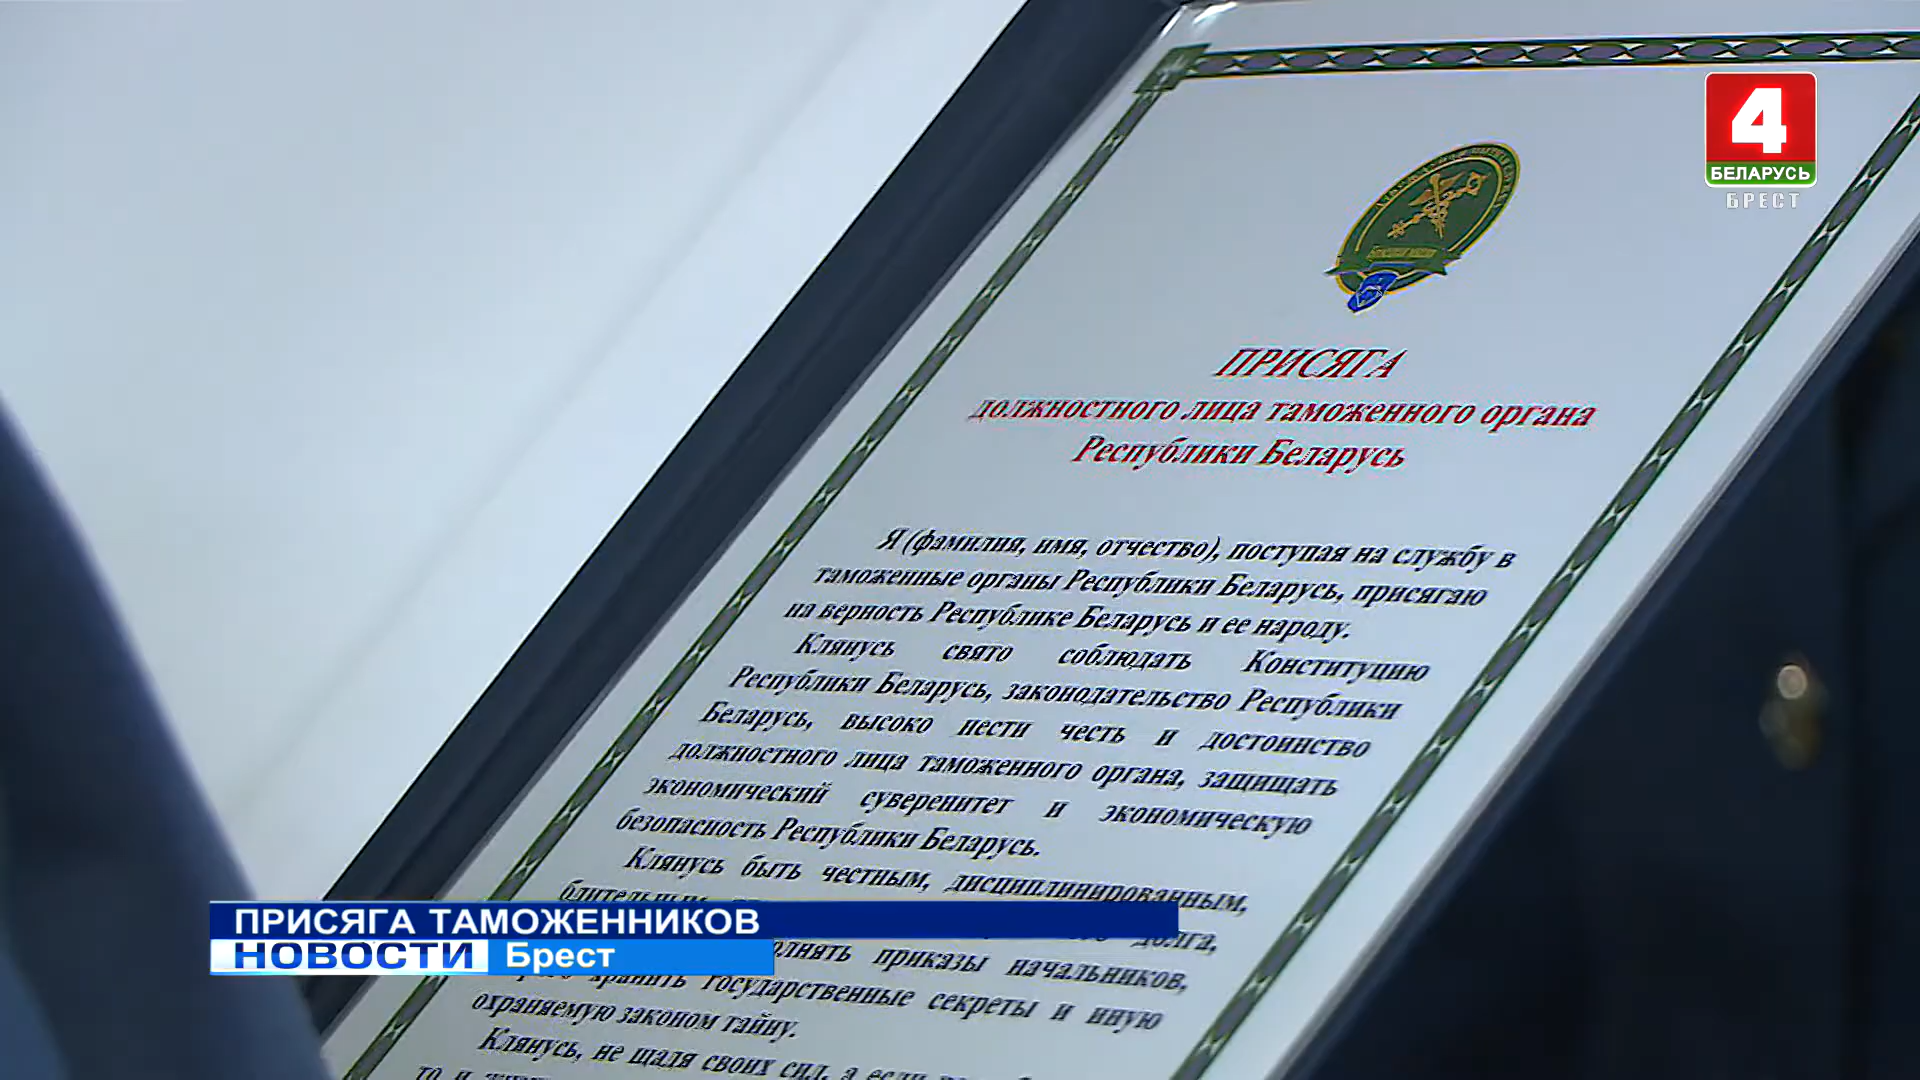 4
БЕЛАРУСЬ
БРЕСТ
ПРИСЯГА
должностного лица таможенного органа
Республики Беларусь
Я (фамилия, имя, отчество), поступая на службу в
таможенные органы Республики Беларусь, присягаю
на верность Республике Беларусь и ее народу.
Клянусь свято соблюдать Конституцию
Республики Беларусь, законодательство Республики
Беларусь, высоко нести честь и достоинство
должностного лица таможенного органа, защищать
экономический суверенитет и экономическую
безопасность Республики Беларусь.
Клянусь быть честным, дисциплинированным,
долга,
приказы начальников,
хранить государственные секреты и иную
охраняемую законом тайну.
Клянусь, не щадя своих сил, а если
ПРИСЯГА ТАМОЖЕННИКОВ
НОВОСТИ Брест